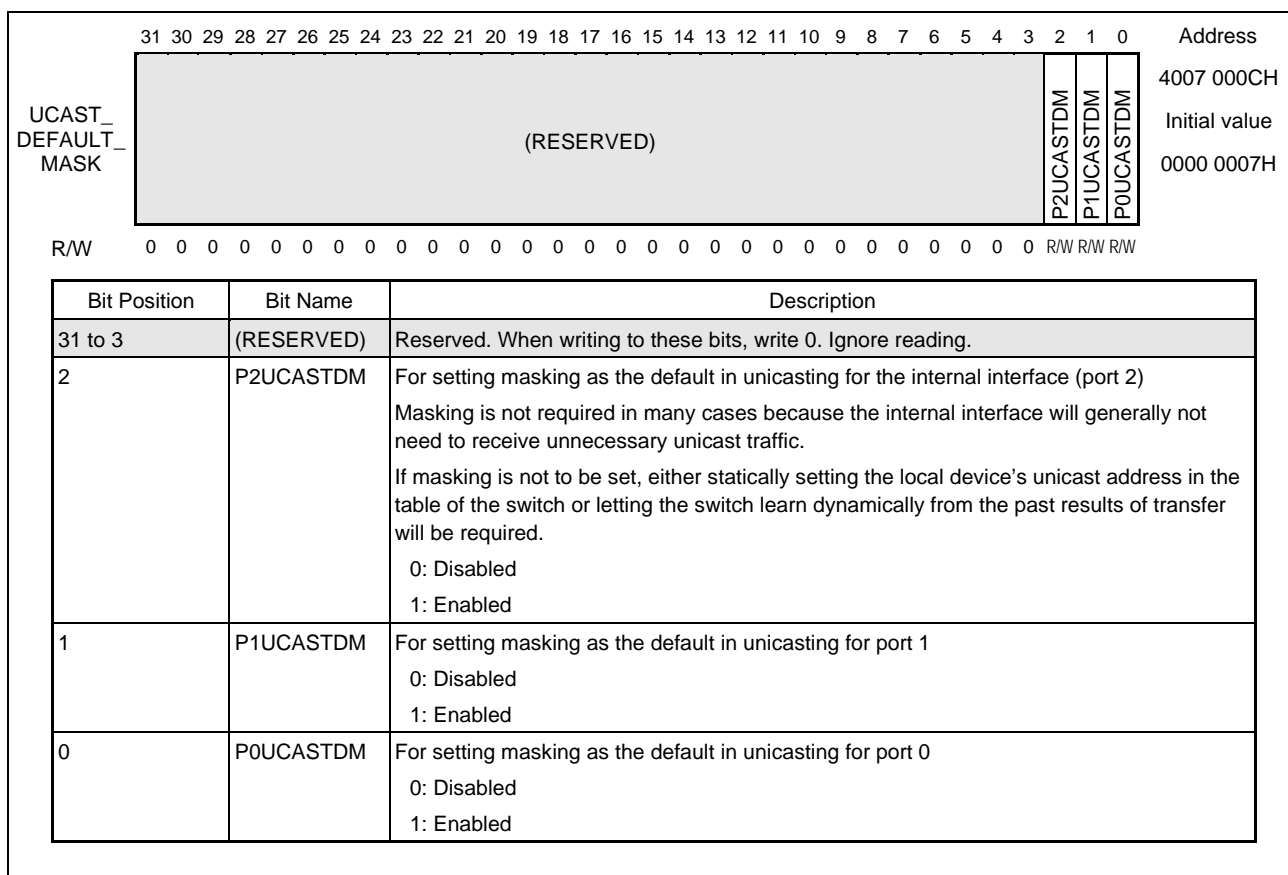 31 30 29 28 27 26 25 24 23 22 21 20 19 18 17 16 15 14 13 12 11 10 9 8 7 6 5 4 3 2 1 0 Address
UCAST_
DEFAULT_
MASK
(RESERVED)
P2UCASTDM
P1UCASTDM
P0UCASTDM
4007 000CH
Initial value
0000 0007H
R/W 0 0 0 0 0 0 0 0 0 0 0 0 0 0 0 0 0 0 0 0 0 0 0 0 0 0 0 0 0 R/W R/W R/W
Bit Position Bit Name Description
31 to 3 (RESERVED) Reserved. When writing to these bits, write 0. Ignore reading.
2 P2UCASTDM For setting masking as the default in unicasting for the internal interface (port 2)
Masking is not required in many cases because the internal interface will generally not
need to receive unnecessary unicast traffic.
If masking is not to be set, either statically setting the local device's unicast address in the
table of the switch or letting the switch learn dynamically from the past results of transfer
will be required.
0: Disabled
1: Enabled
1 P1UCASTDM For setting masking as the default in unicasting for port 1
0: Disabled
1: Enabled
0 P0UCASTDM For setting masking as the default in unicasting for port 0
0: Disabled
1: Enabled